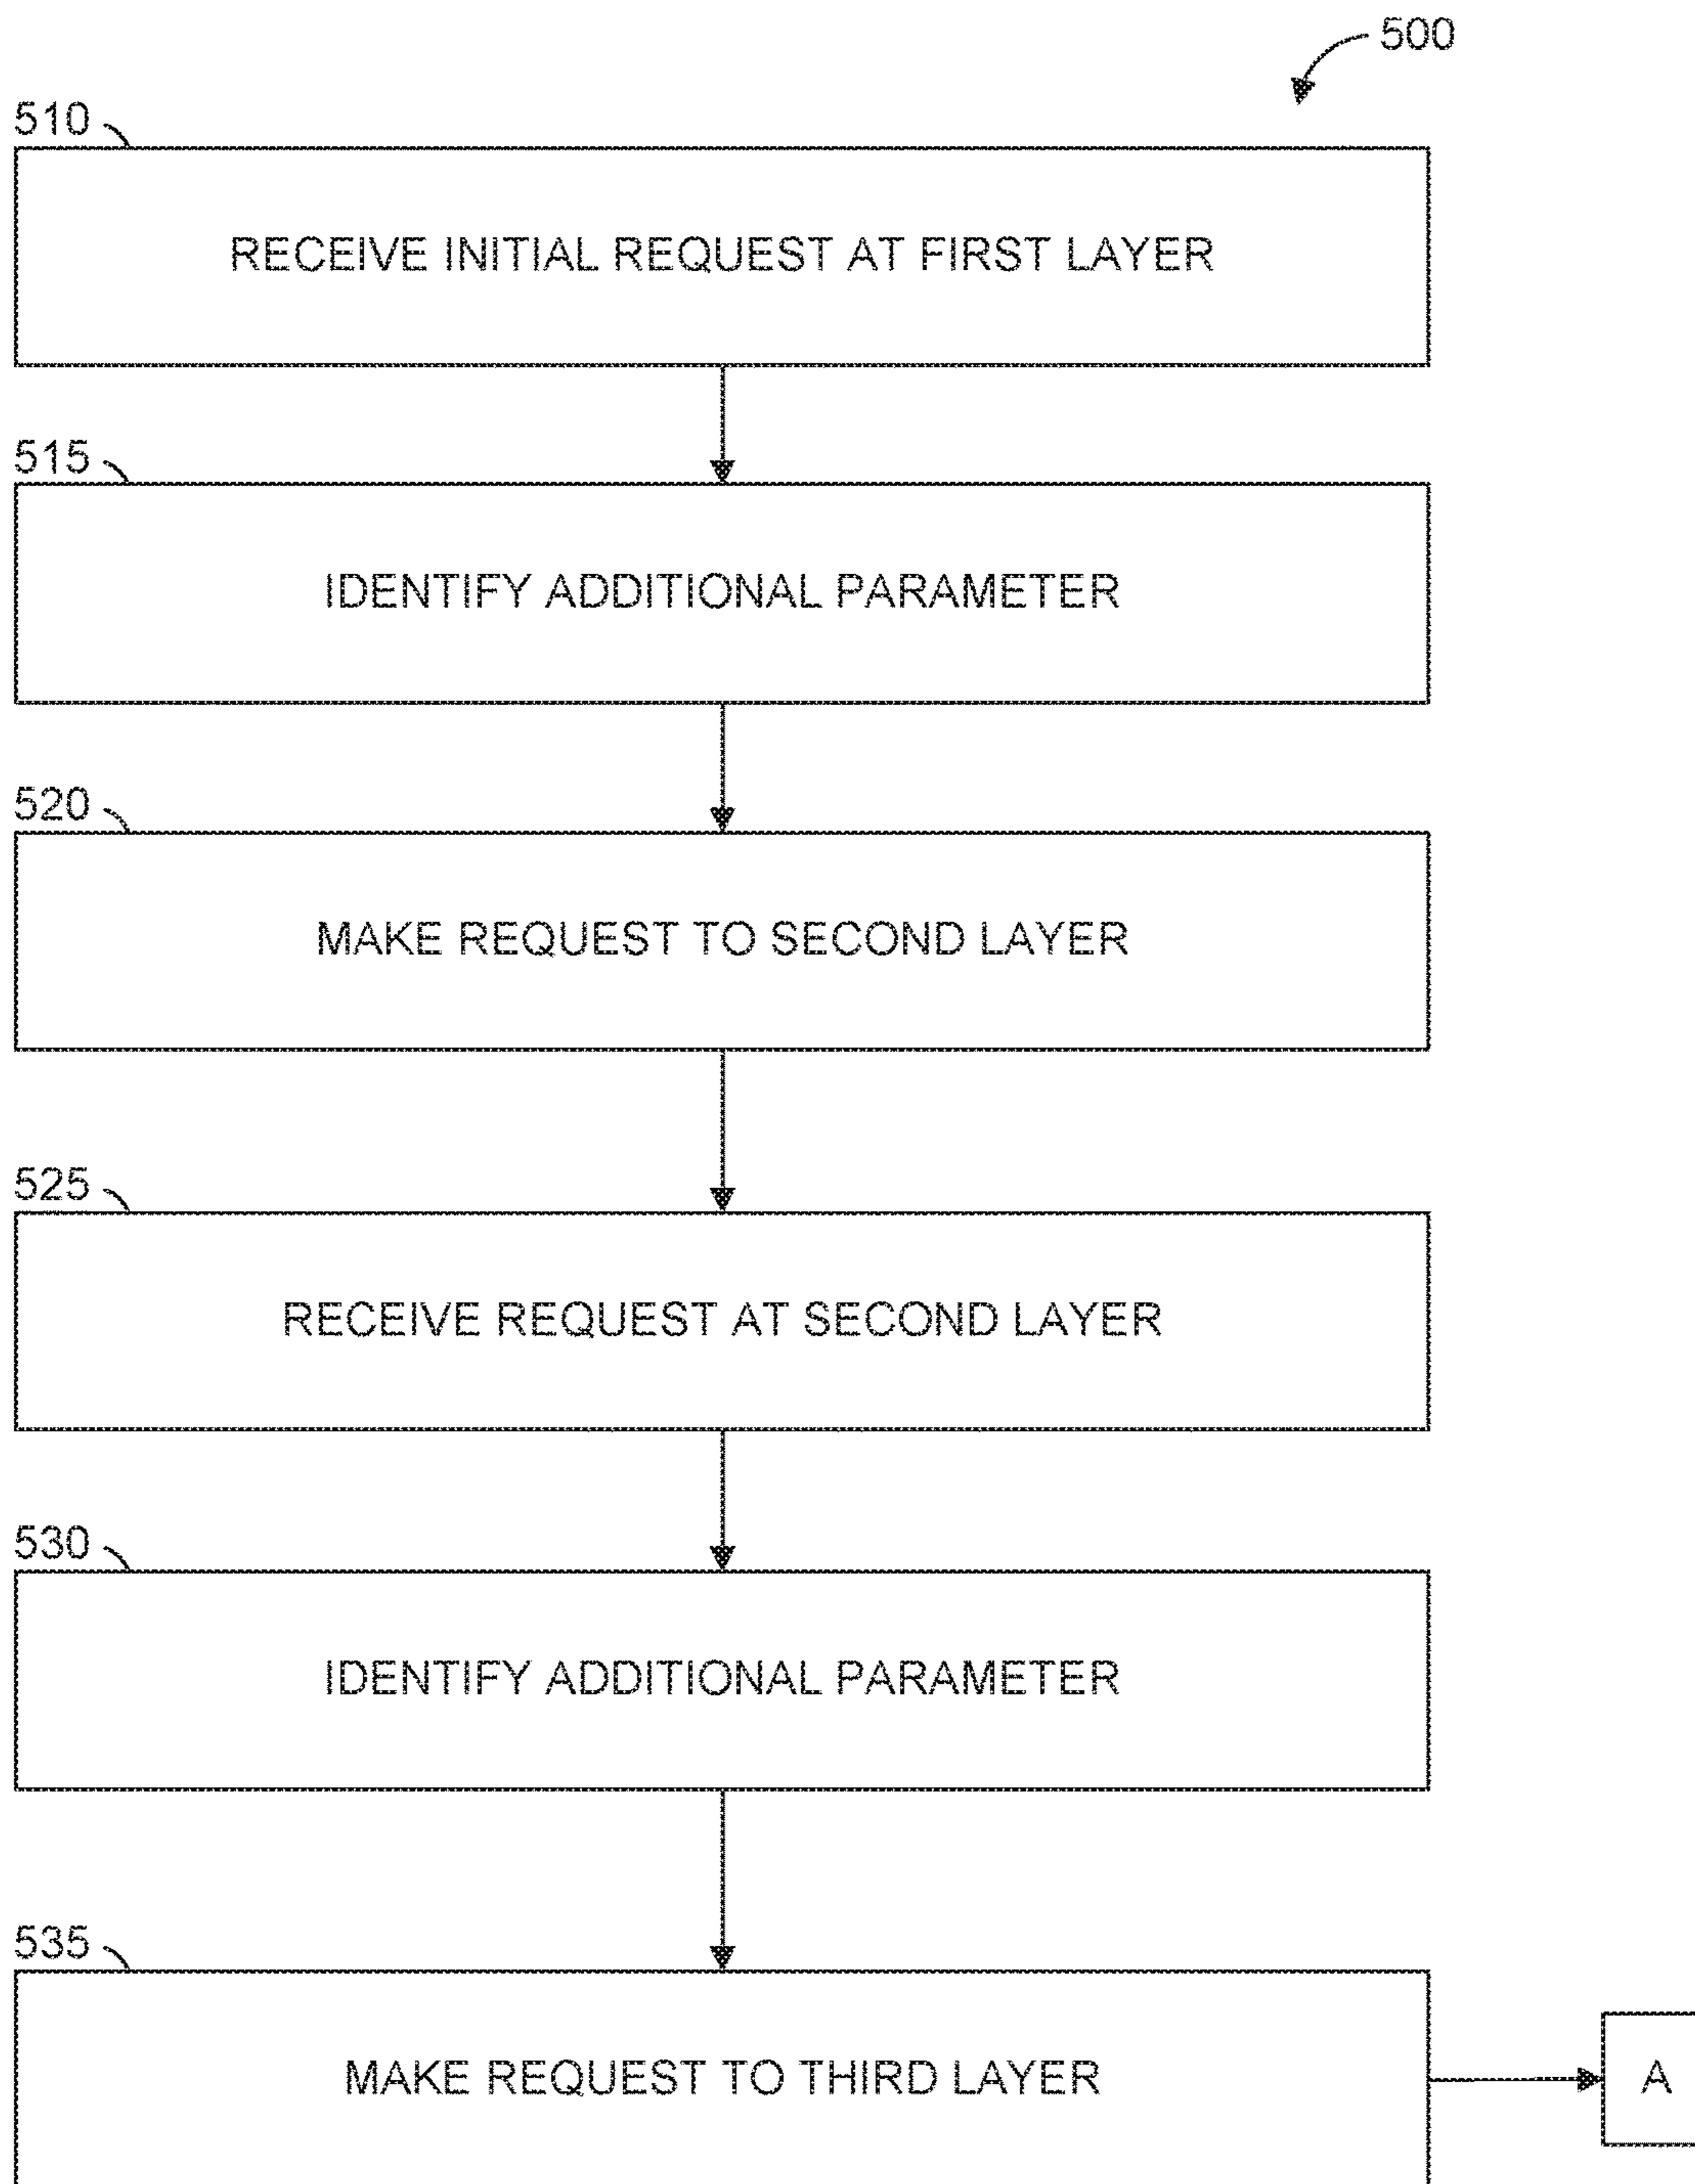 500
510
RECEIVE INITIAL REQUEST AT FIRST LAYER
515
IDENTIFY ADDITIONAL PARAMETER
520
MAKE REQUEST TO SECOND LAYER
525
RECEIVE REQUEST AT SECOND LAYER
530
IDENTIFY ADDITIONAL PARAMETER
535
MAKE REQUEST TO THIRD LAYER
A